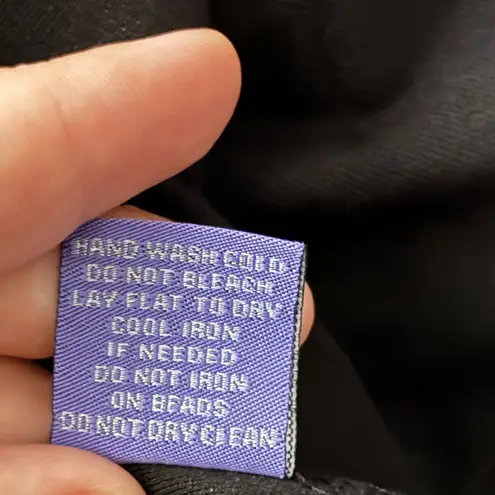 HAND WASH COLD
DO NOT BLEACH
LAY FLAT TO DRY
COOL IRON
IF NEEDED
DO NOT IRON
ON BEADS
DO NOT DRY CLEAN